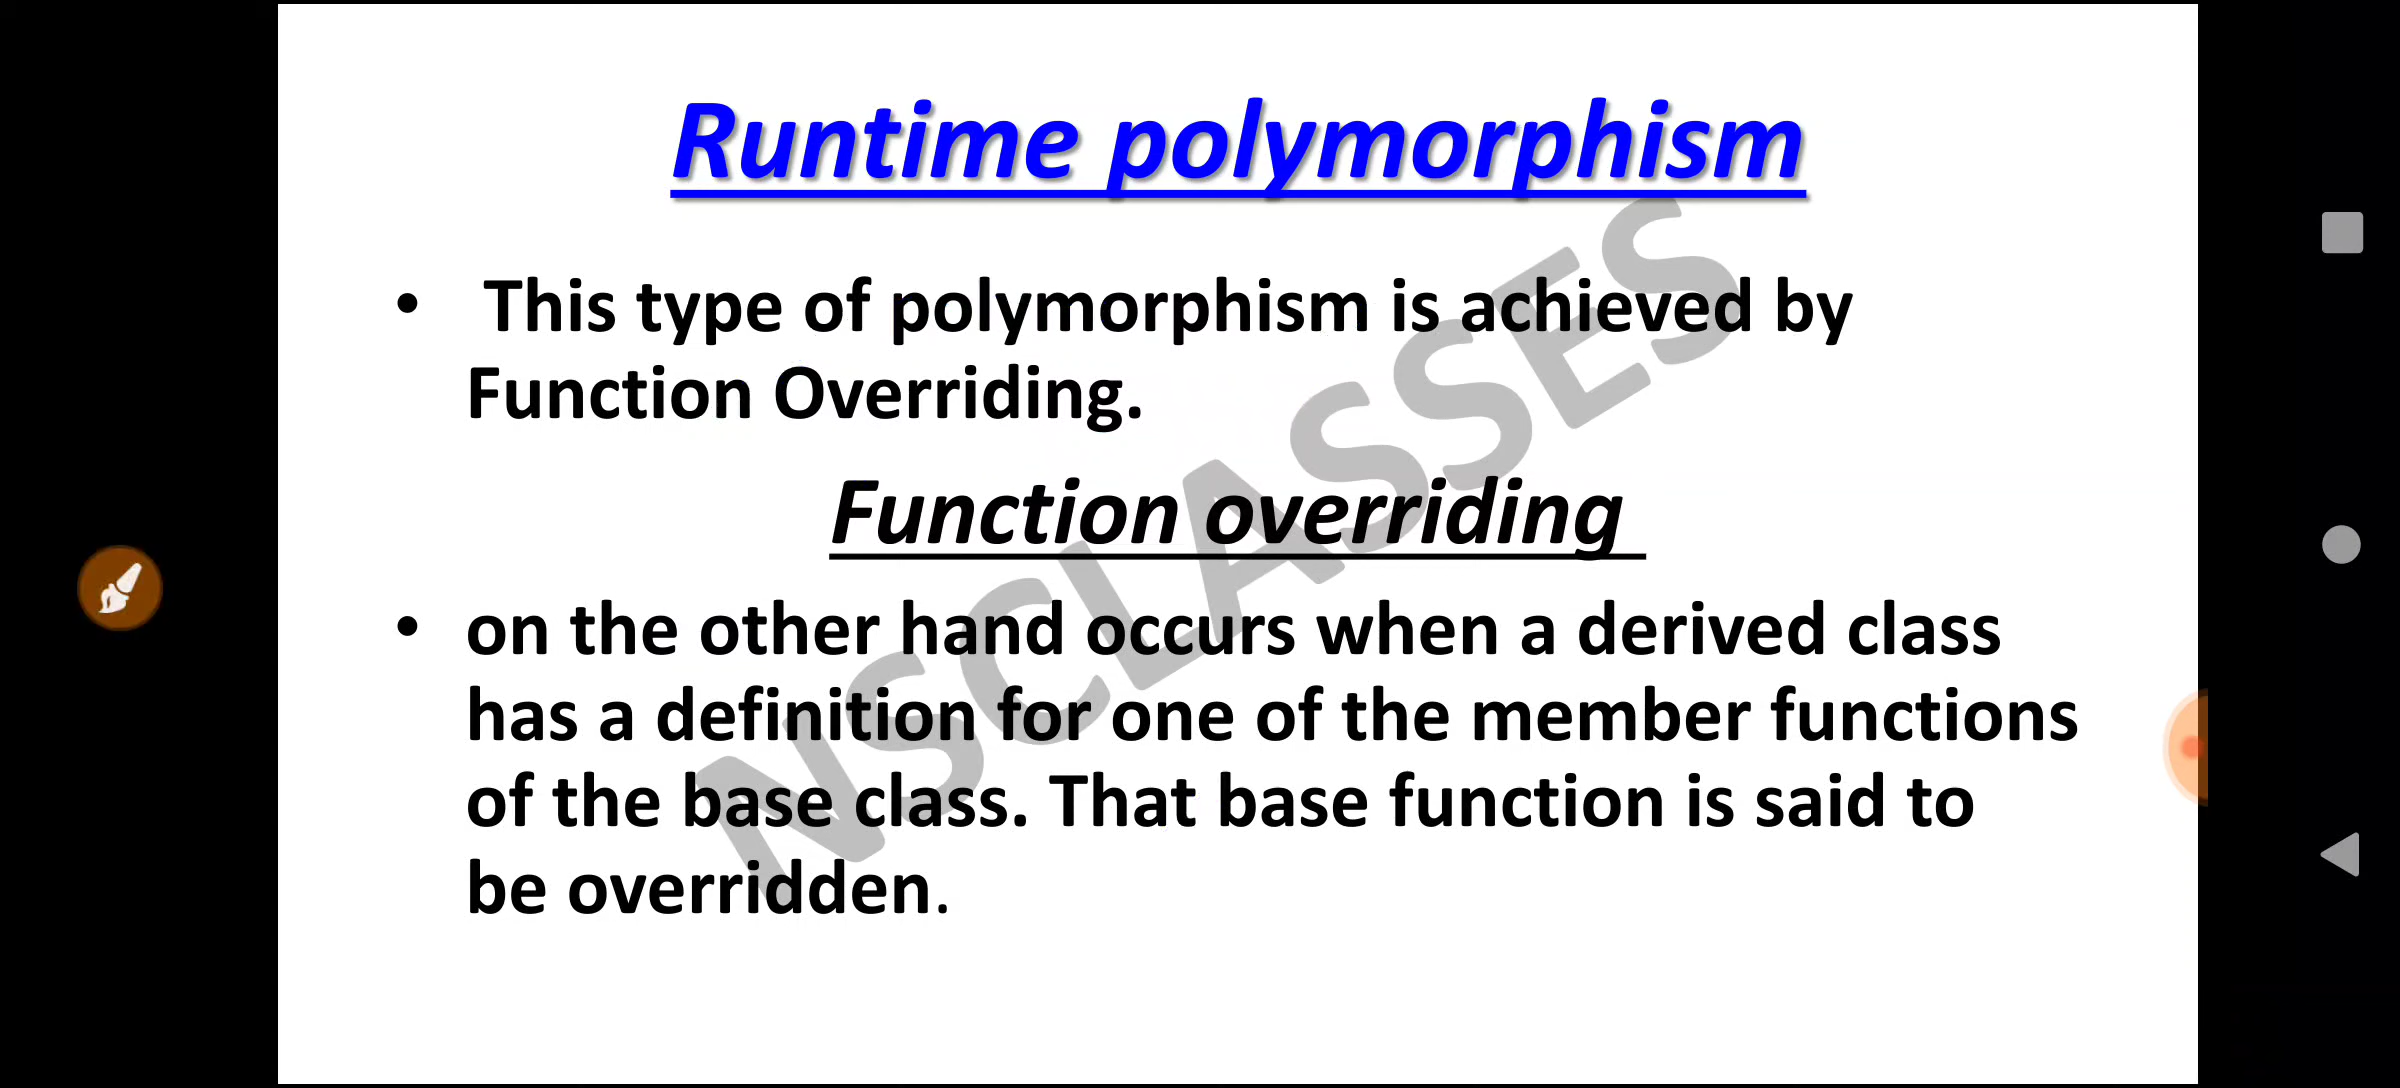 Runtime polymorphism
• This type of polymorphism is achieved by
Function Overriding.
Function overriding
• on the other hand occurs when a derived class
has a definition for one of the member functions
of the base class. That base function is said to
be overridden.
NSCLASSES